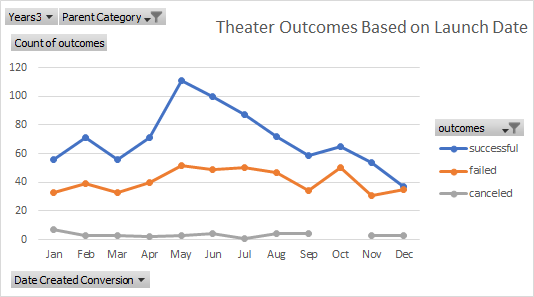 Years3 Parent Category
Theater Outcomes Based on Launch Date
Count of outcomes
120
100
80
60
40
20
0
Jan Feb Mar Apr May Jun Jul Aug Sep Oct Nov Dec
outcomes
successful
failed
canceled
Date Created Conversion